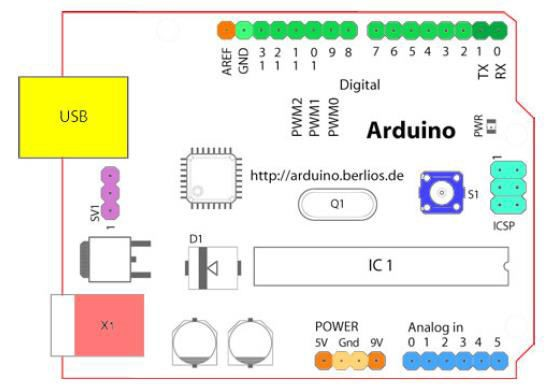 AREF
GND
13
12
11
10
9
8
7
6
5
4
3
2
1
0
TX
RX
Digital
PWM2
PWM1
PWM0
Arduino
PWR
USB
http://arduino.berlios.de
S1
1
ICSP
SV1
1
Q1
D1
IC 1
X1
POWER
5V Gnd 9V
Analog in
0 1 2 3 4 5